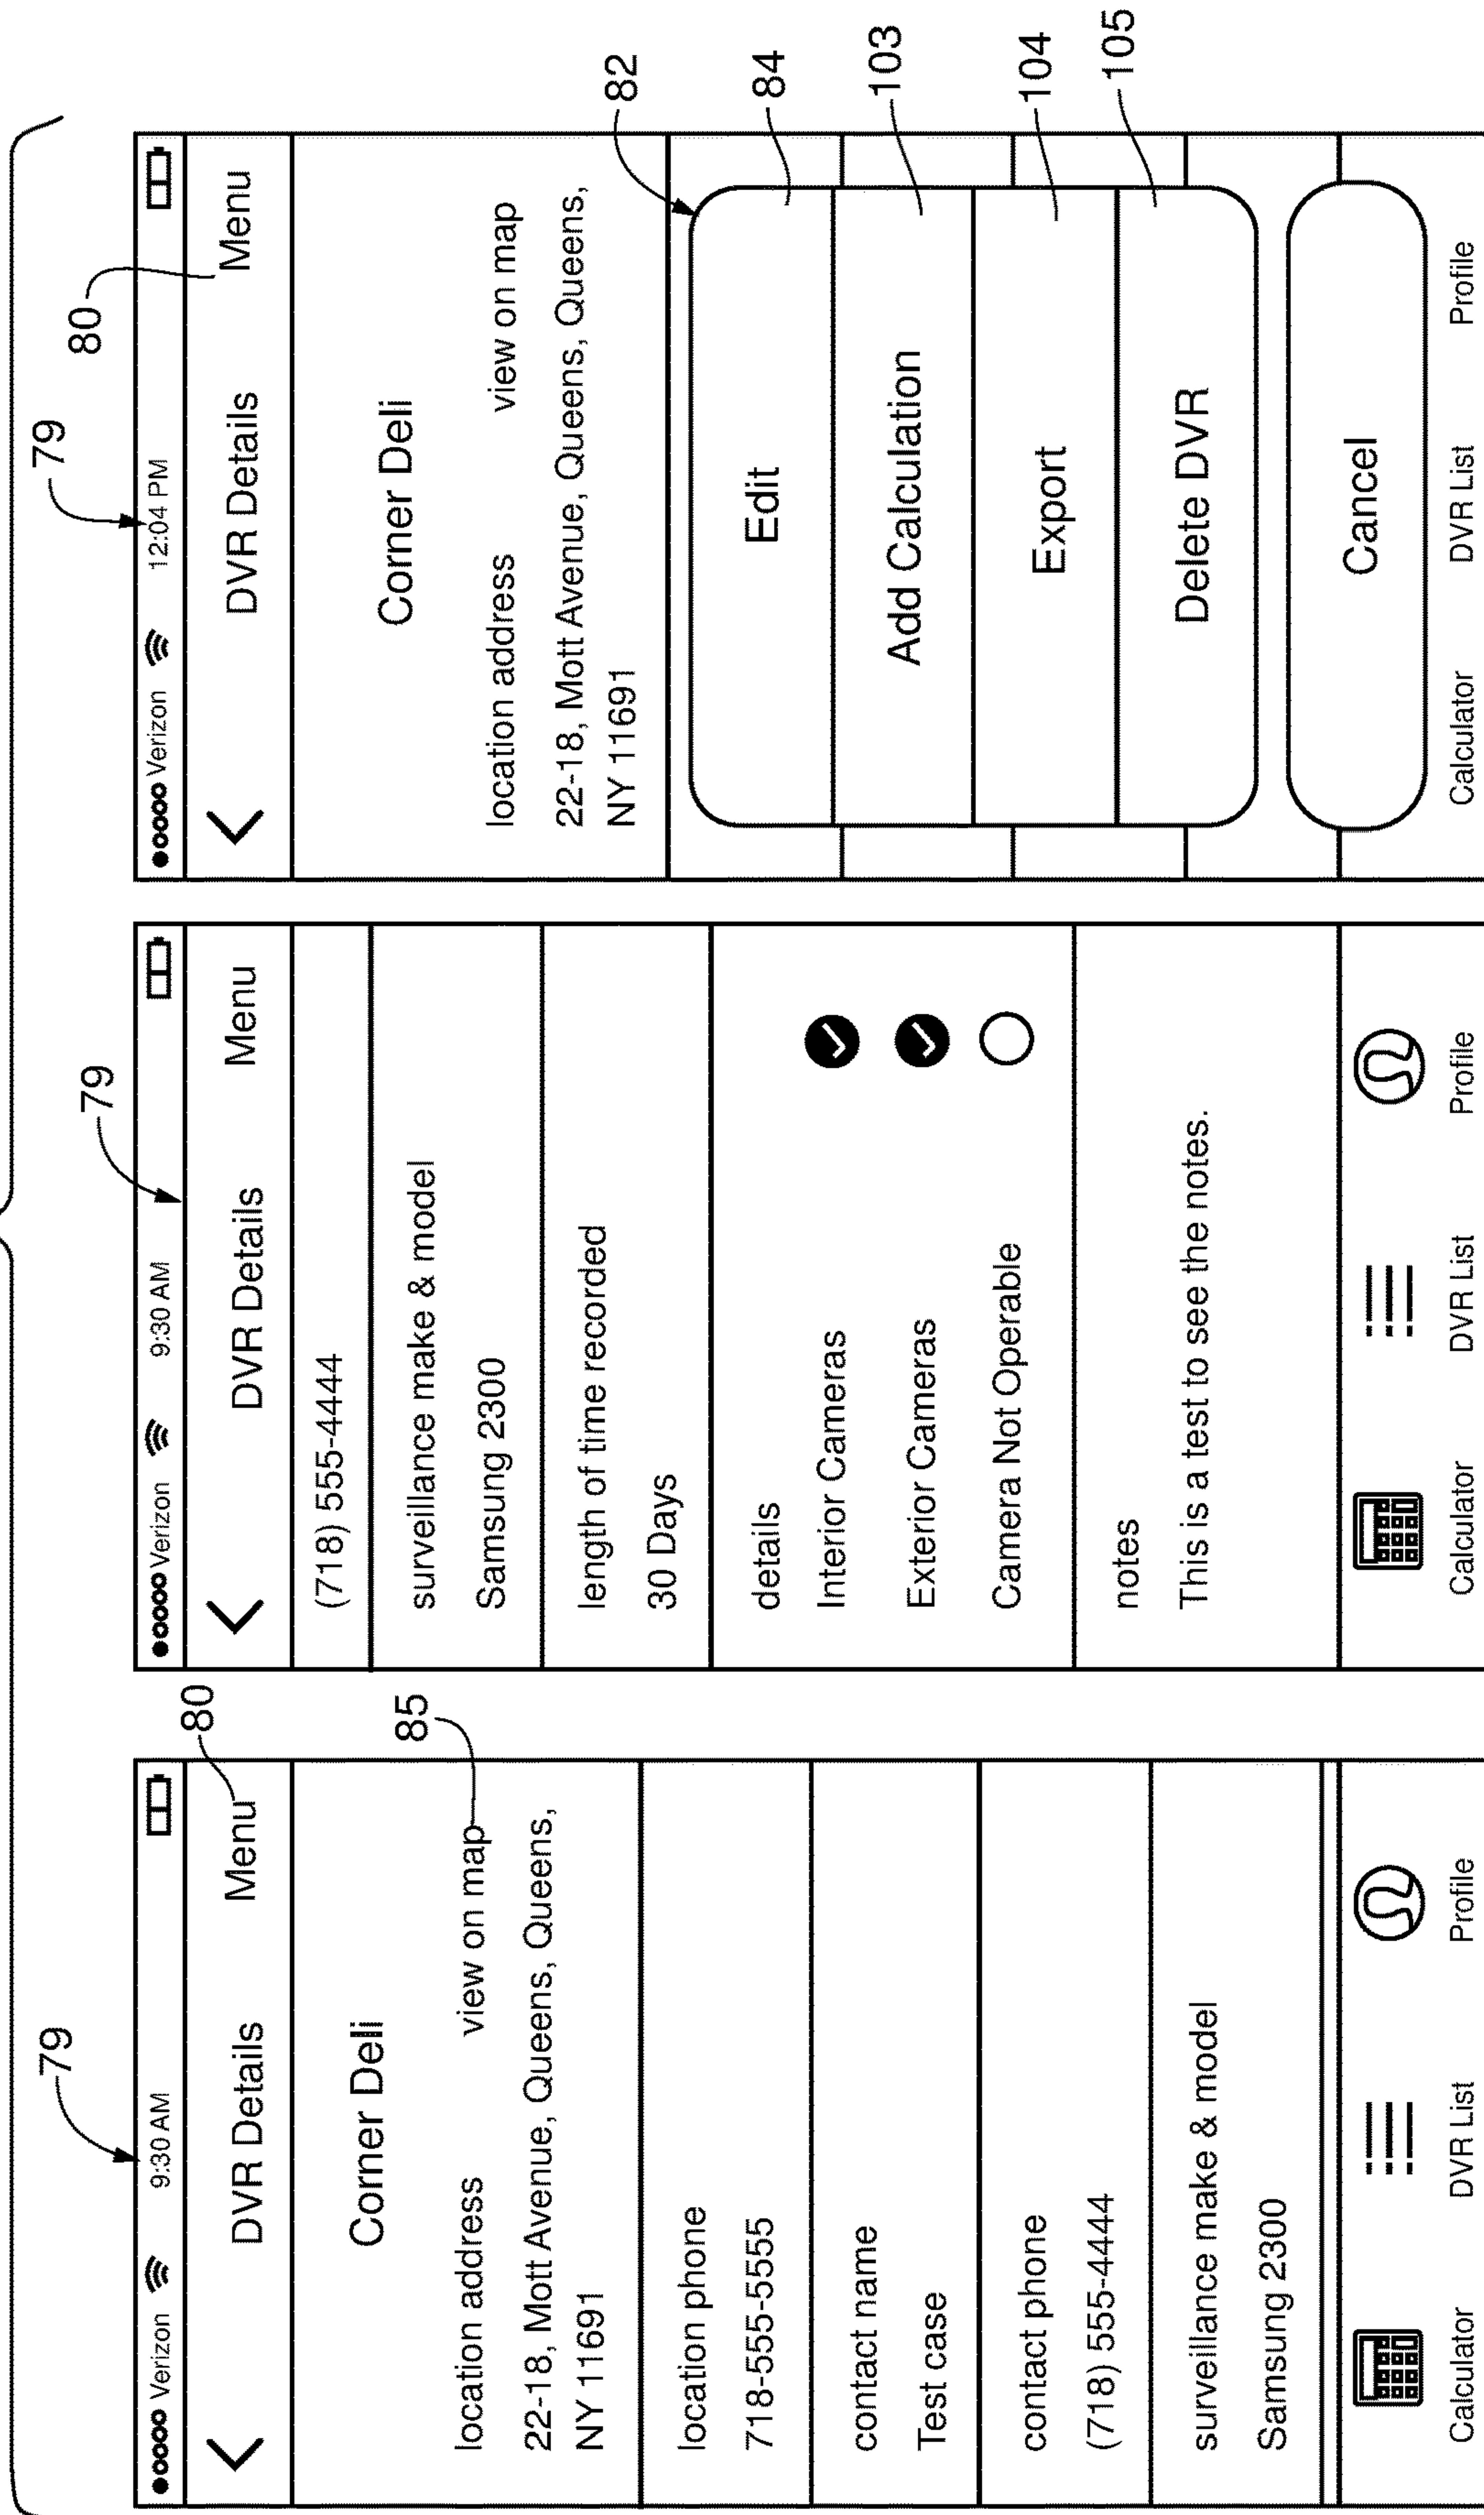 79
Verizon 9:30 AM
DVR Details Menu
80
Corner Deli
location address view on map
85
22-18, Mott Avenue, Queens, Queens,
NY 11691
location phone
718-555-5555
contact name
Test case
contact phone
(718) 555-4444
surveillance make & model
Samsung 2300
Calculator DVR List Profile
79
Verizon 9:30 AM
DVR Details Menu
(718) 555-4444
surveillance make & model
Samsung 2300
length of time recorded
30 Days
details
Interior Cameras
Exterior Cameras
Camera Not Operable
notes
This is a test to see the notes.
Calculator DVR List Profile
79
80
Verizon 12:04 PM
DVR Details Menu
Corner Deli
location address view on map
22-18, Mott Avenue, Queens, Queens,
NY 11691
82
Edit
84
Add Calculation
103
Export
104
Delete DVR
105
Cancel
Calculator DVR List Profile